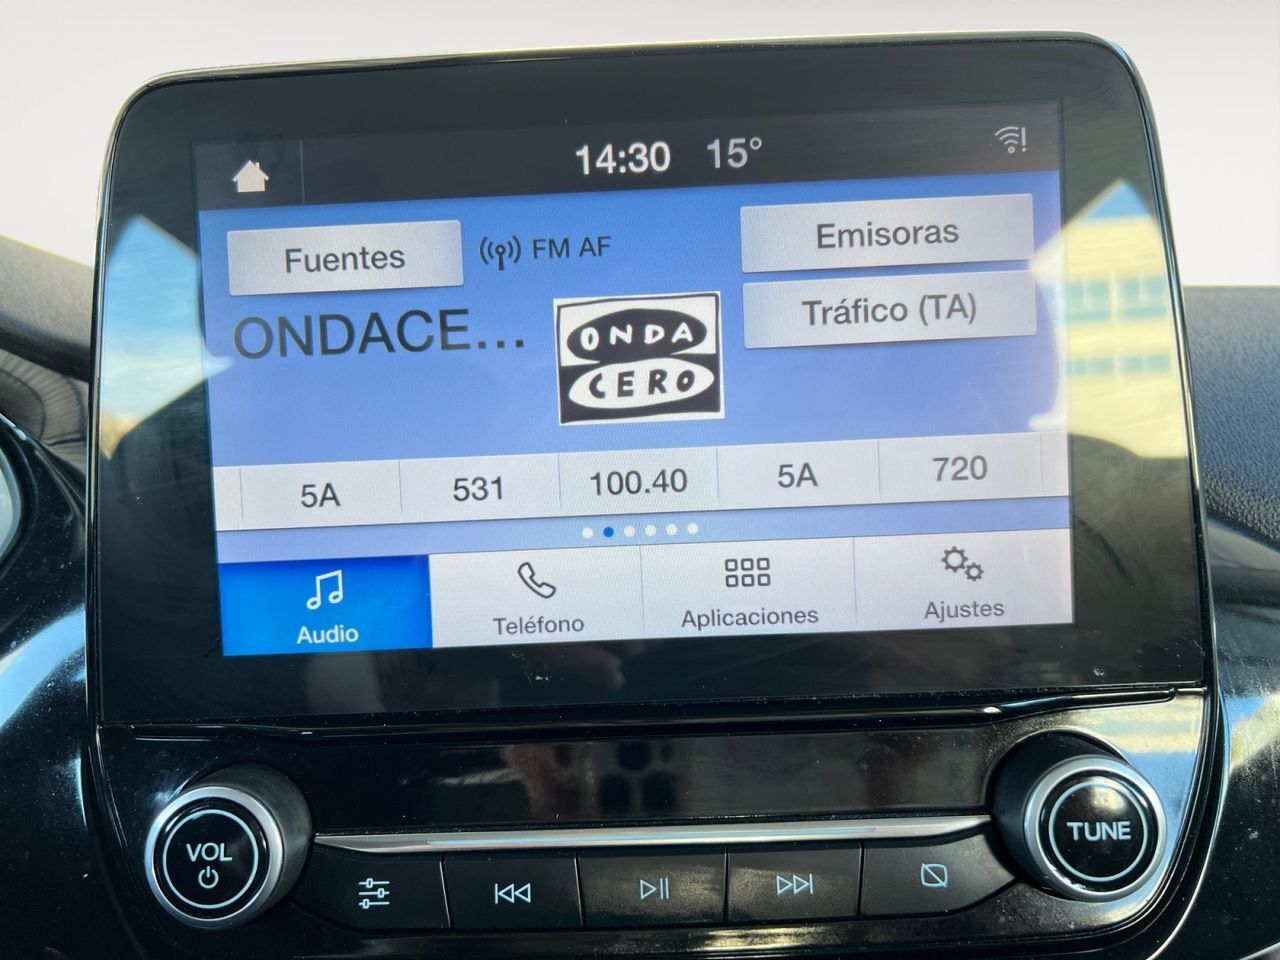 14:30 15°
Fuentes
FM AF
Emisoras
ONDACE...
ONDA
CERO
Tráfico (TA)
5A 531 100.40 5A 720
Audio
Teléfono
Aplicaciones
Ajustes
VOL
TUNE